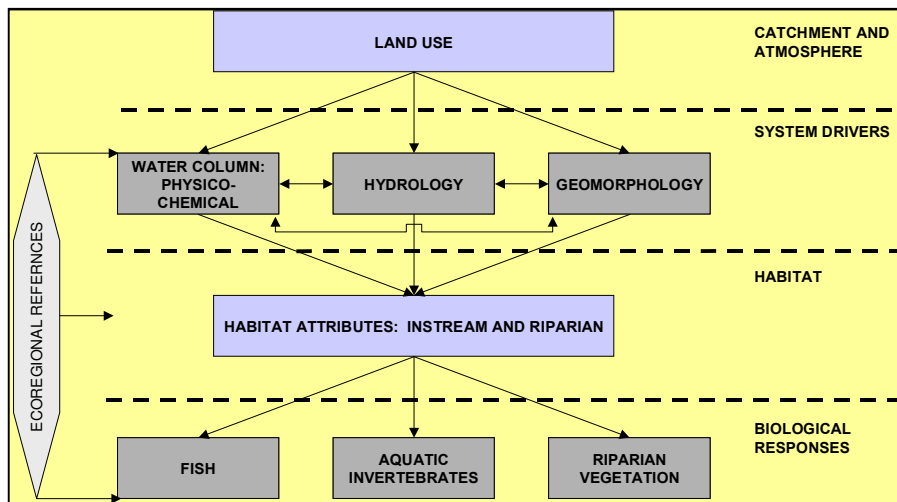 LAND USE
CATCHMENT AND
ATMOSPHERE
SYSTEM DRIVERS
WATER COLUMN:
PHYSICO-
CHEMICAL
HYDROLOGY
GEOMORPHOLOGY
ECOREGIONAL REFERNCES
HABITAT
HABITAT ATTRIBUTES: INSTREAM AND RIPARIAN
BIOLOGICAL
RESPONSES
FISH
AQUATIC
INVERTEBRATES
RIPARIAN
VEGETATION